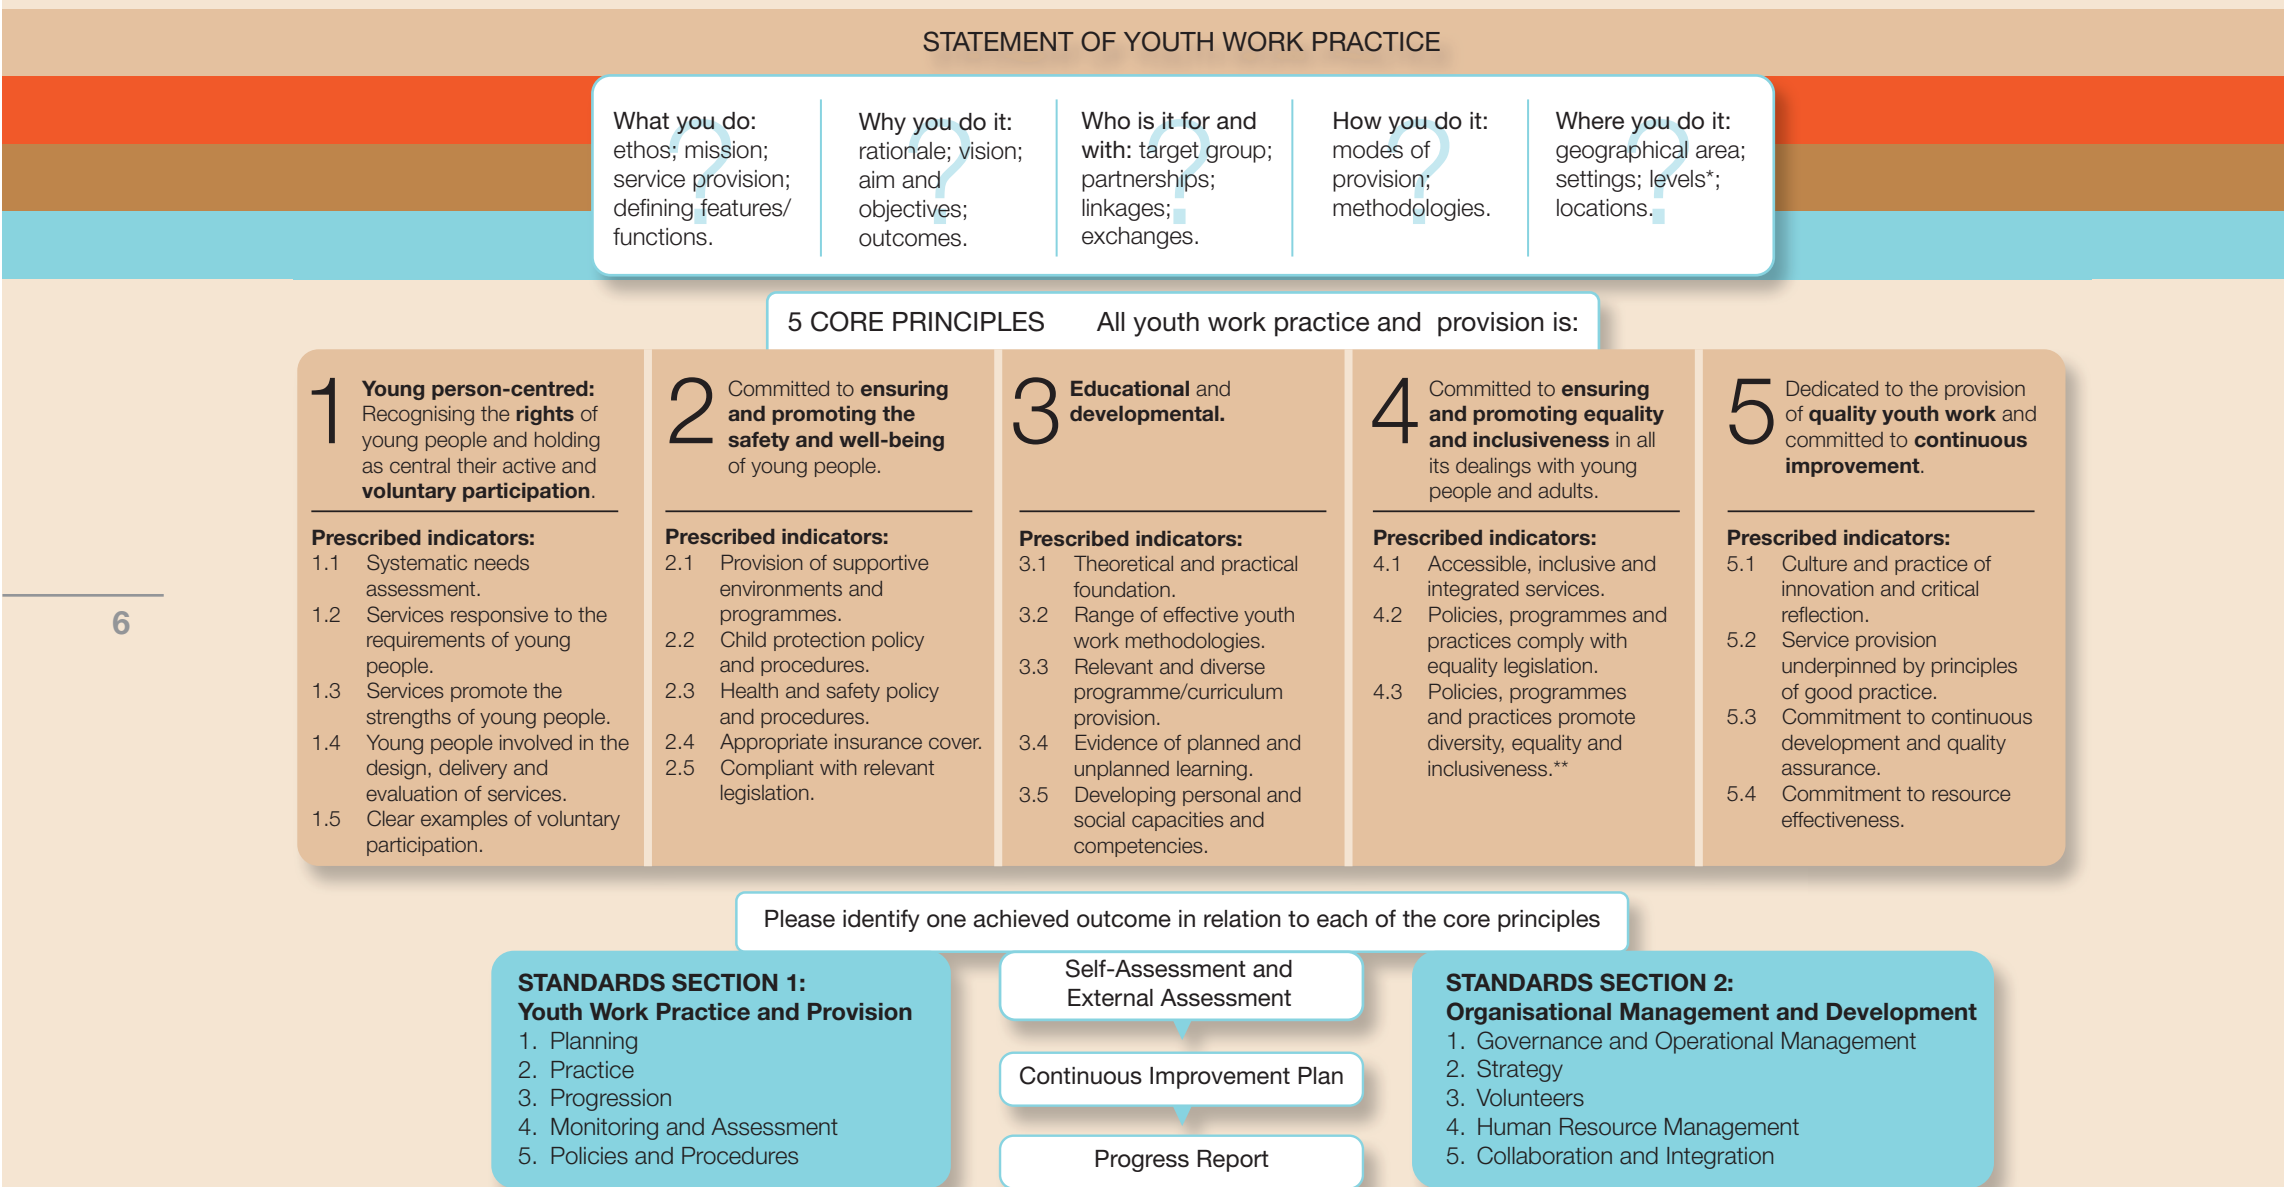 STATEMENT OF YOUTH WORK PRACTICE
What you do:
ethos; mission;
service provision;
defining features/
functions.
Why you do it:
rationale; vision;
aim and
objectives;
outcomes.
Who is it for and
with: target group;
partnerships;
linkages;
exchanges.
How you do it:
modes of
provision;
methodologies.
Where you do it:
geographical area;
settings; levels*;
locations.
?
?
?
?
?
5 CORE PRINCIPLES All youth work practice and provision is:
1
Young person-centred:
Recognising the rights of
young people and holding
as central their active and
voluntary participation.
Prescribed indicators:
1.1 Systematic needs
assessment.
1.2 Services responsive to the
requirements of young
people.
1.3 Services promote the
strengths of young people.
1.4 Young people involved in the
design, delivery and
evaluation of services.
1.5 Clear examples of voluntary
participation.
2
Committed to ensuring
and promoting the
safety and well-being
of young people.
Prescribed indicators:
2.1 Provision of supportive
environments and
programmes.
2.2 Child protection policy
and procedures.
2.3 Health and safety policy
and procedures.
2.4 Appropriate insurance cover.
2.5 Compliant with relevant
legislation.
3
Educational and
developmental.
Prescribed indicators:
3.1 Theoretical and practical
foundation.
3.2 Range of effective youth
work methodologies.
3.3 Relevant and diverse
programme/curriculum
provision.
3.4 Evidence of planned and
unplanned learning.
3.5 Developing personal and
social capacities and
competencies.
4
Committed to ensuring
and promoting equality
and inclusiveness in all
its dealings with young
people and adults.
Prescribed indicators:
4.1 Accessible, inclusive and
integrated services.
4.2 Policies, programmes and
practices comply with
equality legislation.
4.3 Policies, programmes
and practices promote
diversity, equality and
inclusiveness.**
5
Dedicated to the provision
of quality youth work and
committed to continuous
improvement.
Prescribed indicators:
5.1 Culture and practice of
innovation and critical
reflection.
5.2 Service provision
underpinned by principles
of good practice.
5.3 Commitment to continuous
development and quality
assurance.
5.4 Commitment to resource
effectiveness.
6
Please identify one achieved outcome in relation to each of the core principles
STANDARDS SECTION 1:
Youth Work Practice and Provision
1. Planning
2. Practice
3. Progression
4. Monitoring and Assessment
5. Policies and Procedures
Self-Assessment and
External Assessment
Continuous Improvement Plan
Progress Report
STANDARDS SECTION 2:
Organisational Management and Development
1. Governance and Operational Management
2. Strategy
3. Volunteers
4. Human Resource Management
5. Collaboration and Integration